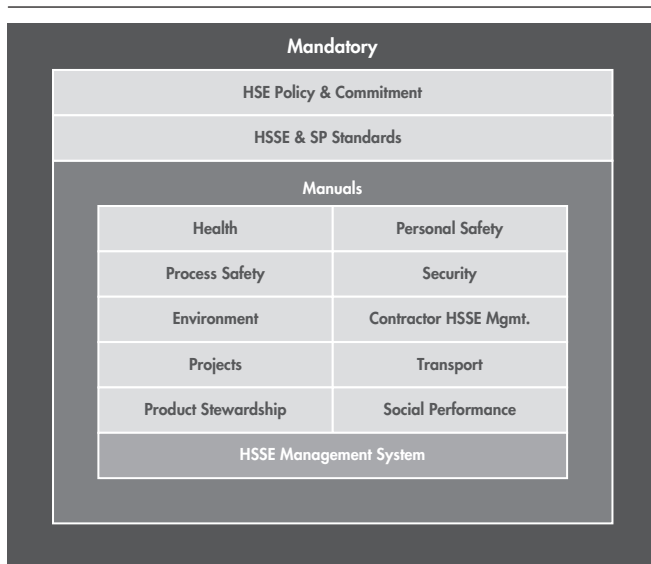 Mandatory
HSE Policy & Commitment
HSSE & SP Standards
Manuals
Health
Personal Safety
Process Safety
Security
Environment
Contractor HSSE Mgmt.
Projects
Transport
Product Stewardship
Social Performance
HSSE Management System